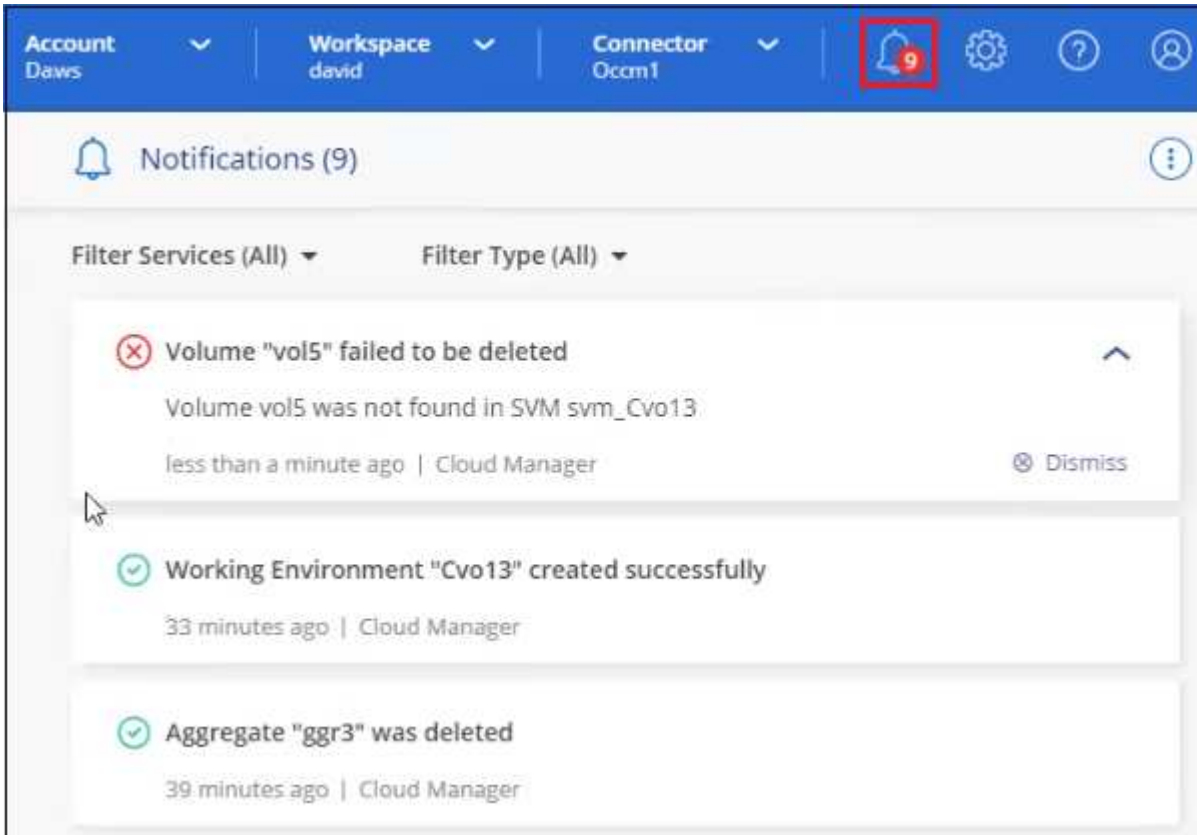 Account Workspace Connector
Daws david Occm1
9
Notifications (9)
Filter Services (All) Filter Type (All)
Volume "vol5" failed to be deleted
Volume vol5 was not found in SVM svm_Cvo13
less than a minute ago | Cloud Manager Dismiss
Working Environment "Cvo13" created successfully
33 minutes ago | Cloud Manager
Aggregate "ggr3" was deleted
39 minutes ago | Cloud Manager